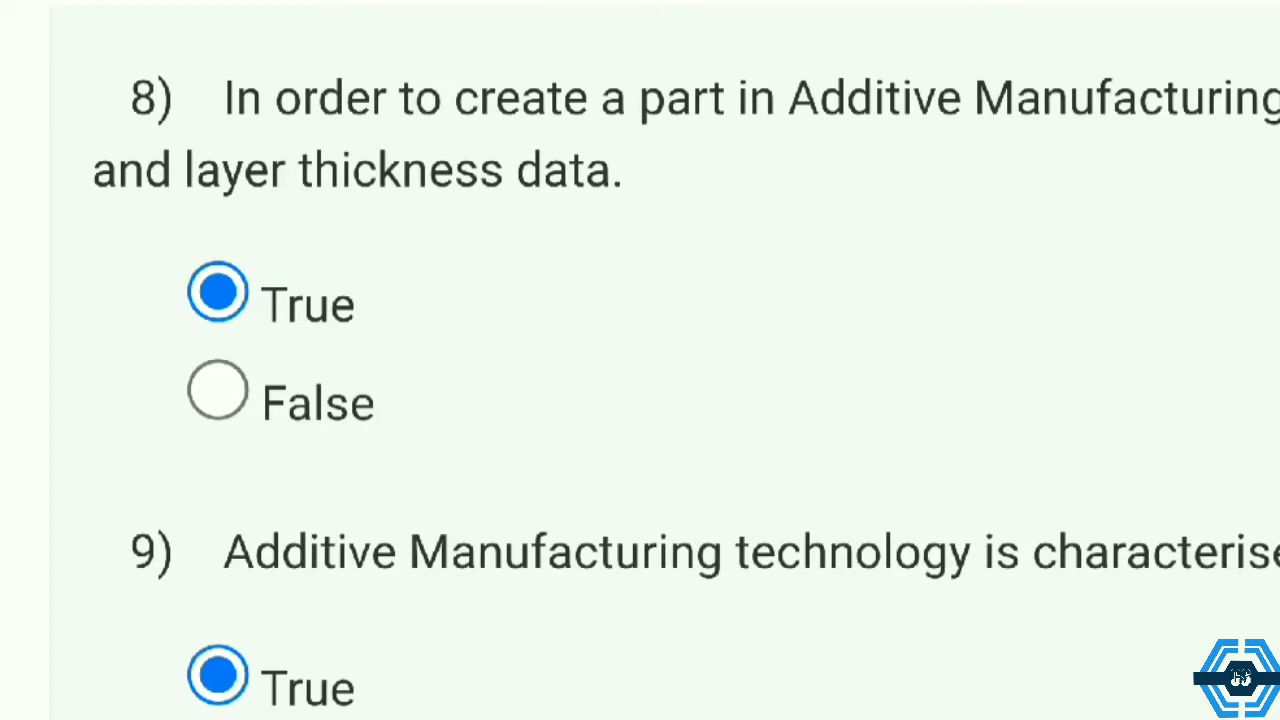 8) In order to create a part in Additive Manufacturing
and layer thickness data.
True
False
9) Additive Manufacturing technology is characterise
True